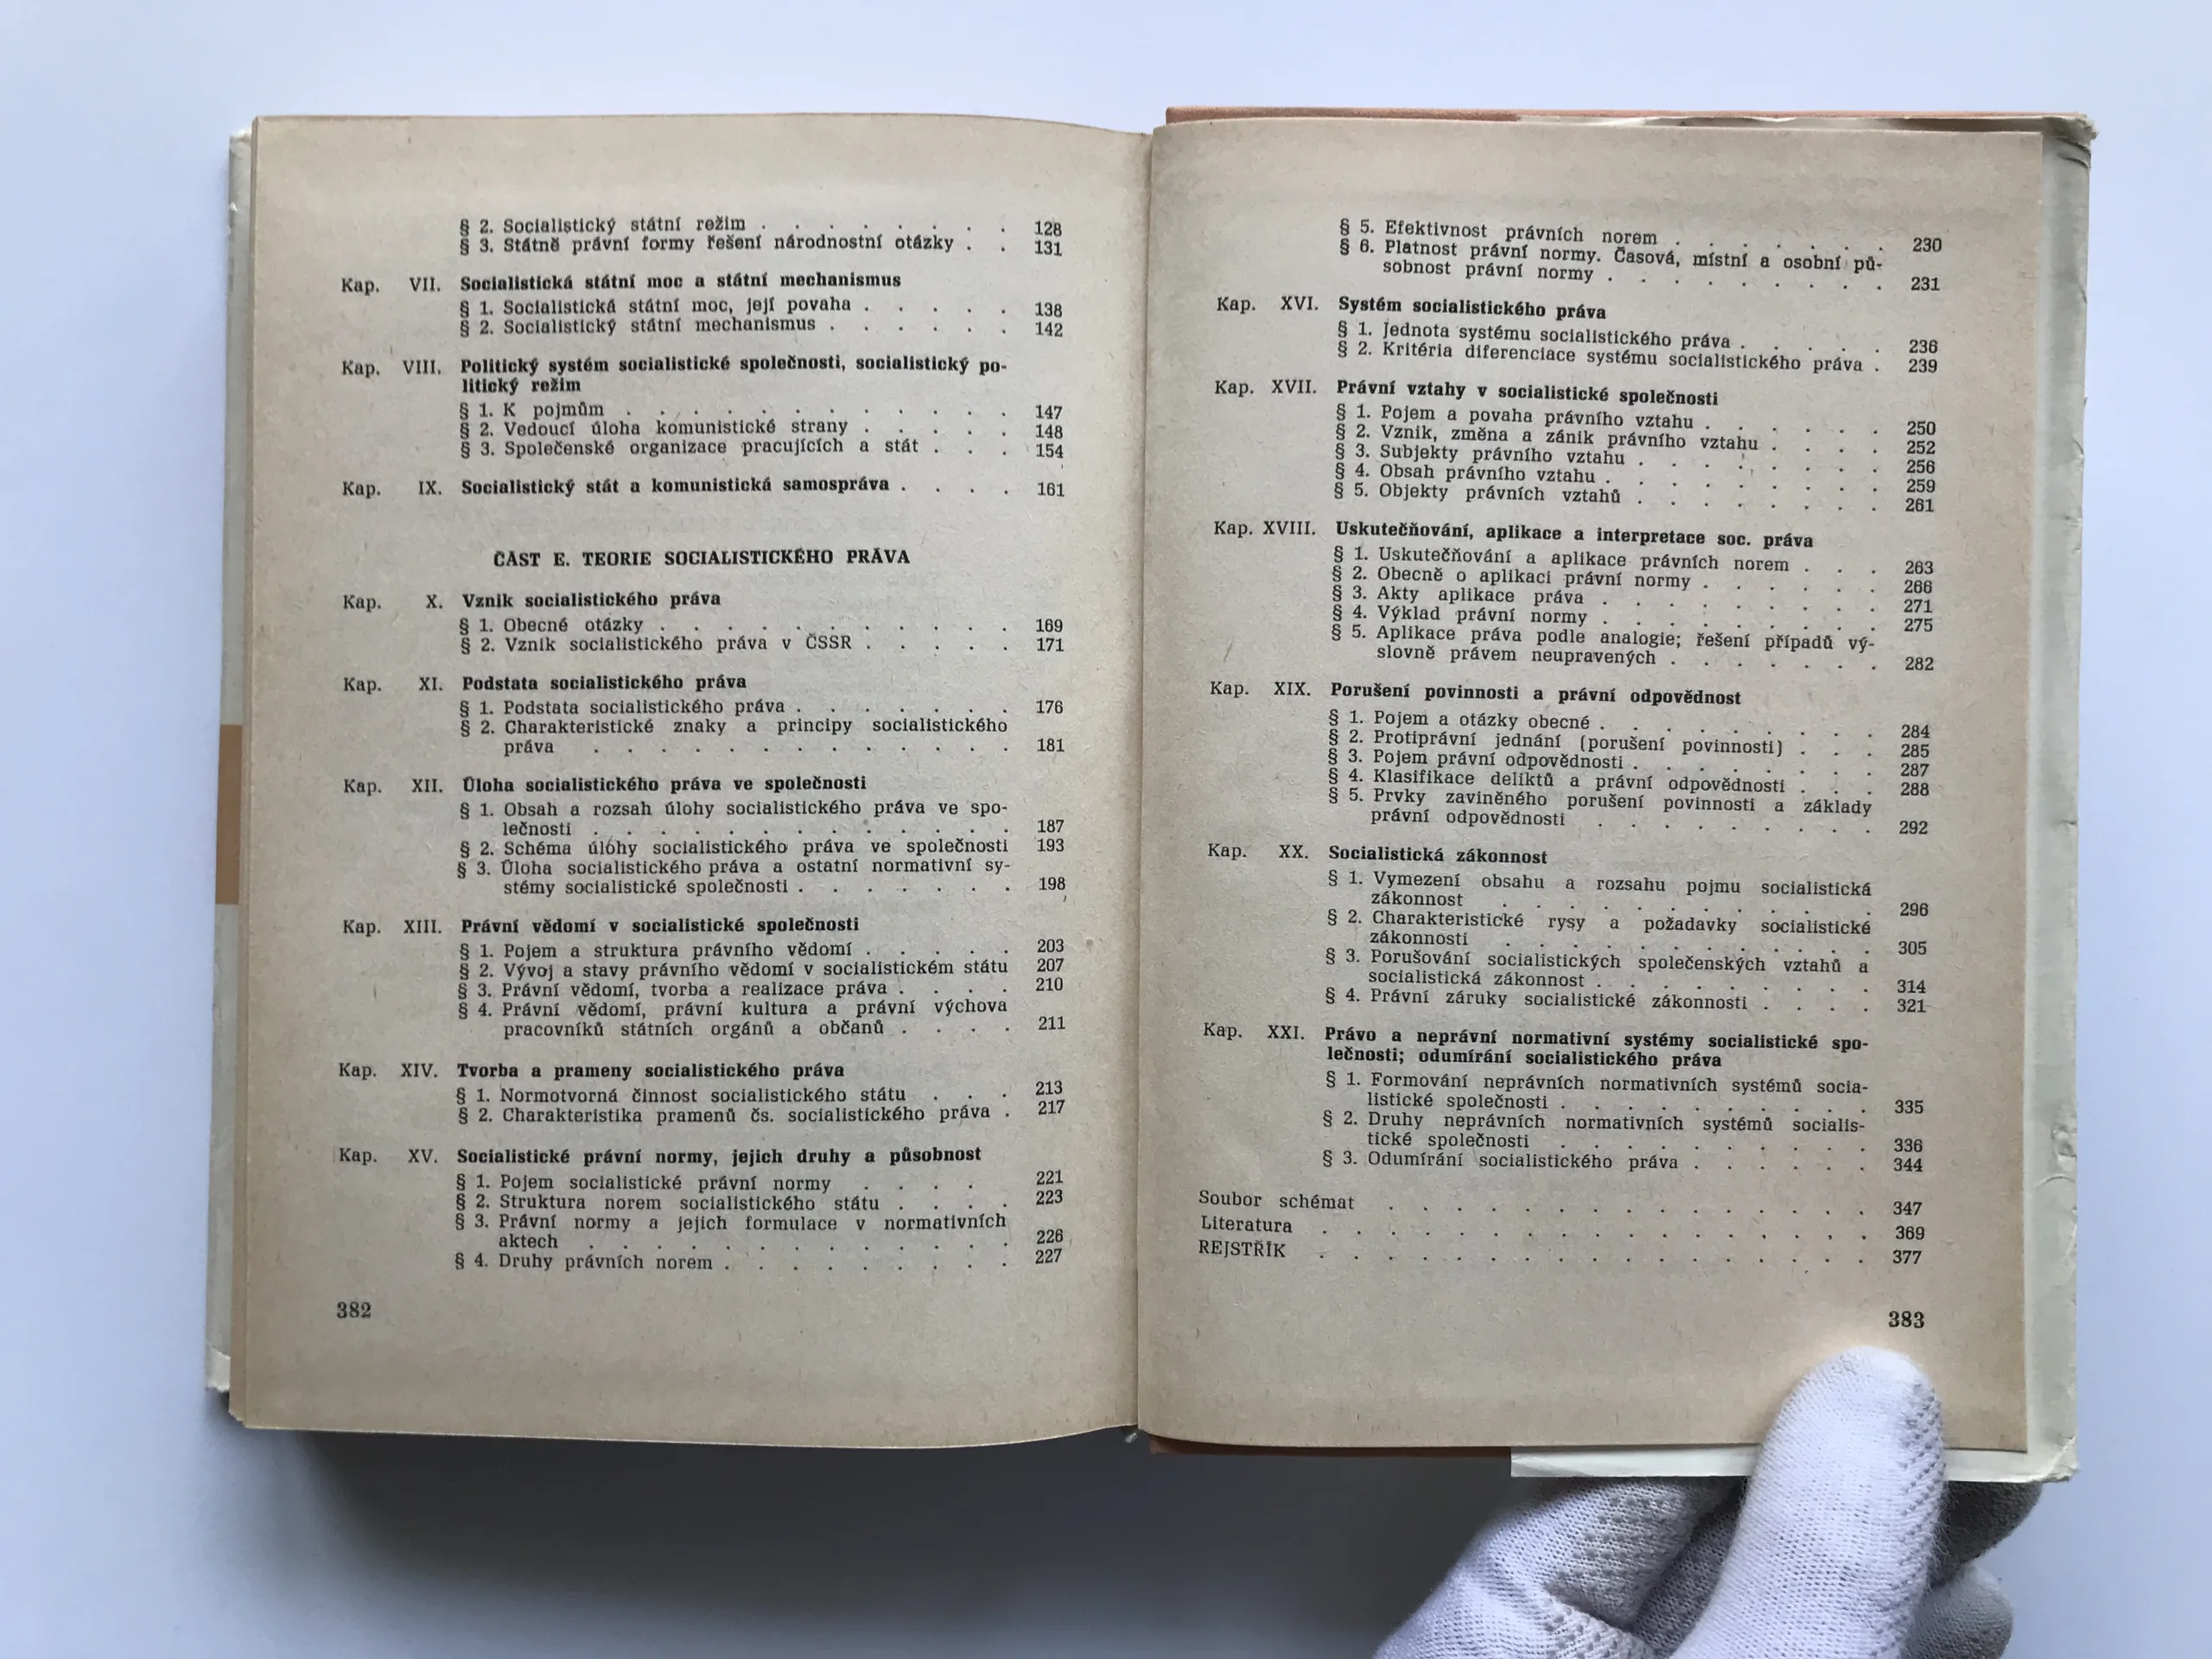 § 2. Socialistický státní režim . . . . . . . . 128
§ 3. Státně právní formy řešení národnostní otázky . . 131
Kap. VII. Socialistická státní moc a státní mechanismus
§ 1. Socialistická státní moc, její povaha . . . . . 138
§ 2. Socialistický státní mechanismus . . . . . . 142
Kap. VIII. Politický systém socialistické společnosti, socialistický po-
litický režim
§ 1. K pojmům . . . . . . . . . . . . 147
§ 2. Vedoucí úloha komunistické strany . . . . . 148
§ 3. Společenské organizace pracujících a stát . . . 154
Kap. IX. Socialistický stát a komunistická samospráva . . . . 161
ČÁST E. TEORIE SOCIALISTICKÉHO PRÁVA
Kap. X. Vznik socialistického práva
§ 1. Obecné otázky . . . . . . . . . . . 169
§ 2. Vznik socialistického práva v ČSSR . . . . . 171
Kap. XI. Podstata socialistického práva
§ 1. Podstata socialistického práva . . . . . . . 176
§ 2. Charakteristické znaky a principy socialistického
práva . . . . . . . . . . . . . 181
Kap. XII. Úloha socialistického práva ve společnosti
§ 1. Obsah a rozsah úlohy socialistického práva ve spo-
lečnosti . . . . . . . . . . . . . 187
§ 2. Schéma úlohy socialistického práva ve společnosti 193
§ 3. Úloha socialistického práva a ostatní normativní sy-
stémy socialistické společnosti . . . . . . . 198
Kap. XIII. Právní vědomí v socialistické společnosti
§ 1. Pojem a struktura právního vědomí . . . . . 203
§ 2. Vývoj a stavy právního vědomí v socialistickém státu 207
§ 3. Právní vědomí, tvorba a realizace práva . . . . 210
§ 4. Právní vědomí, právní kultura a právní výchova
pracovníků státních orgánů a občanů . . . . 211
Kap. XIV. Tvorba a prameny socialistického práva
§ 1. Normotvorná činnost socialistického státu . . . 213
§ 2. Charakteristika pramenů čs. socialistického práva . 217
Kap. XV. Socialistické právní normy, jejich druhy a působnost
§ 1. Pojem socialistické právní normy . . . . 221
§ 2. Struktura norem socialistického státu . . . . 223
§ 3. Právní normy a jejich formulace v normativních
aktech . . . . . . . . . . . . . 226
§ 4. Druhy právních norem . . . . . . . . . 227
382
§ 5. Efektivnost právních norem . . . . . . . 230
§ 6. Platnost právní normy. Časová, místní a osobní pů-
sobnost právní normy . . . . . . . . . 231
Kap. XVI. Systém socialistického práva
§ 1. Jednota systému socialistického práva . . . . . 236
§ 2. Kritéria diferenciace systému socialistického práva . 239
Kap. XVII. Právní vztahy v socialistické společnosti
§ 1. Pojem a povaha právního vztahu . . . . . . 250
§ 2. Vznik, změna a zánik právního vztahu . . . . 252
§ 3. Subjekty právního vztahu . . . . . . . . 256
§ 4. Obsah právního vztahu . . . . . . . . . 259
§ 5. Objekty právních vztahů . . . . . . . . 261
Kap. XVIII. Uskutečňování, aplikace a interpretace soc. práva
§ 1. Uskutečňování a aplikace právních norem . . . 263
§ 2. Obecně o aplikaci právní normy . . . . . . 266
§ 3. Akty aplikace práva . . . . . . . . . 271
§ 4. Výklad právní normy . . . . . . . . . 275
§ 5. Aplikace práva podle analogie; řešení případů vý-
slovně právem neupravených . . . . . . . 282
Kap. XIX. Porušení povinnosti a právní odpovědnost
§ 1. Pojem a otázky obecné . . . . . . . . . 284
§ 2. Protiprávní jednání (porušení povinnosti) . . . 285
§ 3. Pojem právní odpovědnosti . . . . . . . . 287
§ 4. Klasifikace deliktů a právní odpovědnosti . . . 288
§ 5. Prvky zaviněného porušení povinnosti a základy
právní odpovědnosti . . . . . . . . . 292
Kap. XX. Socialistická zákonnost
§ 1. Vymezení obsahu a rozsahu pojmu socialistická
zákonnost . . . . . . . . . . . 296
§ 2. Charakteristické rysy a požadavky socialistické
zákonnosti . . . . . . . . . . . 305
§ 3. Porušování socialistických společenských vztahů a
socialistická zákonnost . . . . . . . . . 314
§ 4. Právní záruky socialistické zákonnosti . . . . 321
Kap. XXI. Právo a neprávní normativní systémy socialistické spo-
lečnosti; odumírání socialistického práva
§ 1. Formování neprávních normativních systémů socia-
listické společnosti . . . . . . . . . . 335
§ 2. Druhy neprávních normativních systémů socialis-
tické společnosti . . . . . . . . . . 336
§ 3. Odumírání socialistického práva . . . . . . 344
Soubor schémat . . . . . . . . . . . . . . . 347
Literatura . . . . . . . . . . . . . . . . . 369
REJSTŘÍK . . . . . . . . . . . . . . . . . 377
383